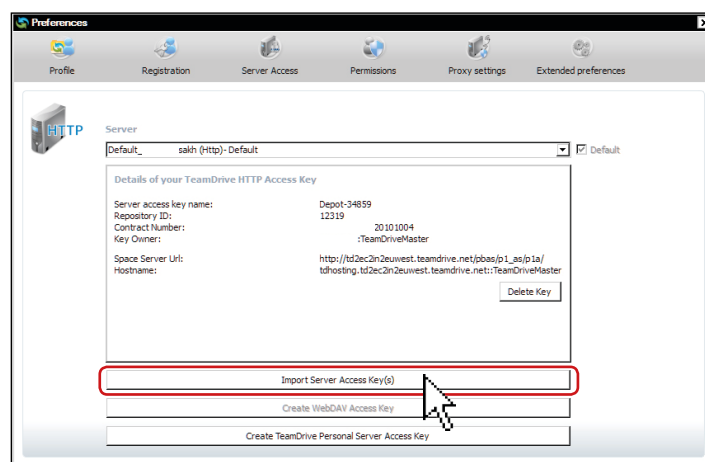 Preferences
Profile Registration Server Access Permissions Proxy settings Extended preferences
HTTP
Server
Default_ sakh (Http)- Default
Default
Details of your TeamDrive HTTP Access Key
Server access key name: Depot-34859
Repository ID: 12319
Contract Number: 20101004
Key Owner: :TeamDriveMaster
Space Server Url: http://td2ec2in2euwest.teamdrive.net/pbas/p1_as/p1a/
Hostname: tdhosting.td2ec2in2euwest.teamdrive.net::TeamDriveMaster
Delete Key
Import Server Access Key(s)
Create WebDAV Access Key
Create TeamDrive Personal Server Access Key